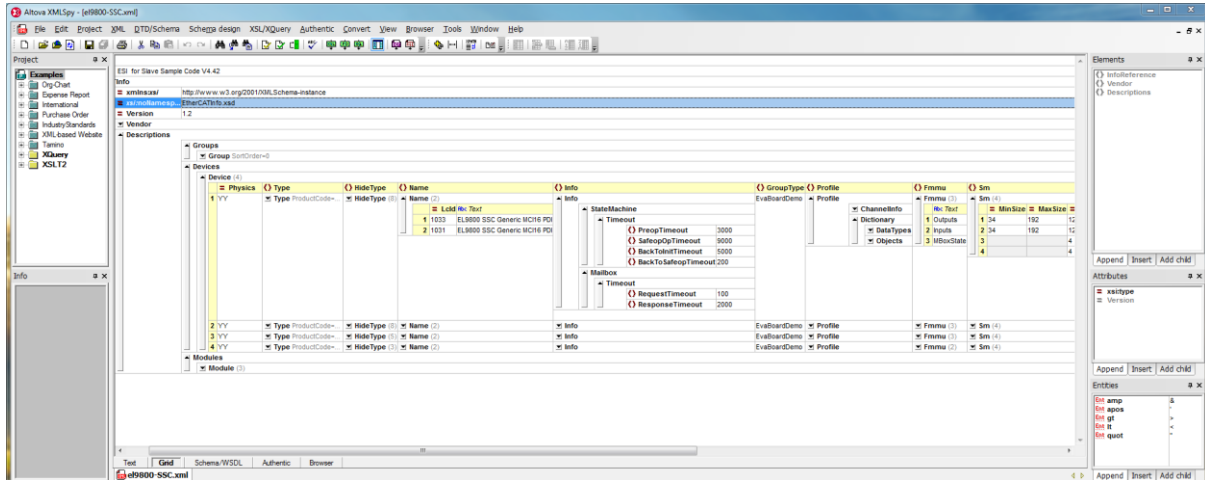 Altova XMLSpy - [el9800-SSC.xml]
File Edit Project XML DTD/Schema Schema design XSL/XQuery Authentic Convert View Browser Tools Window Help
Project
Examples
Org-Chart
Expense Report
International
Purchase Order
IndustryStandards
XML-based Website
Tamino
XQuery
XSLT2
Info
ESI for Slave Sample Code V4.42
Info
xmlns:xsi http://www.w3.org/2001/XMLSchema-instance
xsi:noNamesp... EtherCATInfo.xsd
Version 1.2
Vendor
Descriptions
Groups
Group SortOrder=0
Devices
Device (4)
Physics Type HideType Name Info GroupType Profile Fmmu Sm
1 YY Type ProductCode=... HideType (8) Name (2) Info EvaBoardDemo Profile Fmmu (3) Sm (4)
LcId Abc Text StateMachine ChannelInfo Abc Text MinSize MaxSize
1 1033 EL9800 SSC Generic MCI16 PDI Timeout Dictionary 1 Outputs 1 34 192 12
2 1031 EL9800 SSC Generic MCI16 PDI PreopTimeout 3000 DataTypes 2 Inputs 2 34 192 12
SafeopOpTimeout 9000 Objects 3 MBoxState 3 4
BackToInitTimeout 5000 4 4
BackToSafeopTimeout 200
Mailbox
Timeout
RequestTimeout 100
ResponseTimeout 2000
2 YY Type ProductCode=... HideType (8) Name (2) Info EvaBoardDemo Profile Fmmu (3) Sm (4)
3 YY Type ProductCode=... HideType (5) Name (2) Info EvaBoardDemo Profile Fmmu (3) Sm (4)
4 YY Type ProductCode=... HideType (3) Name (2) Info EvaBoardDemo Profile Fmmu (2) Sm (4)
Modules
Module (3)
Text Grid Schema/WSDL Authentic Browser
el9800-SSC.xml
Elements
InfoReference
Vendor
Descriptions
Append Insert Add child
Attributes
xsi:type
Version
Append Insert Add child
Entities
Ent amp &
Ent apos '
Ent gt >
Ent lt <
Ent quot "
Append Insert Add child